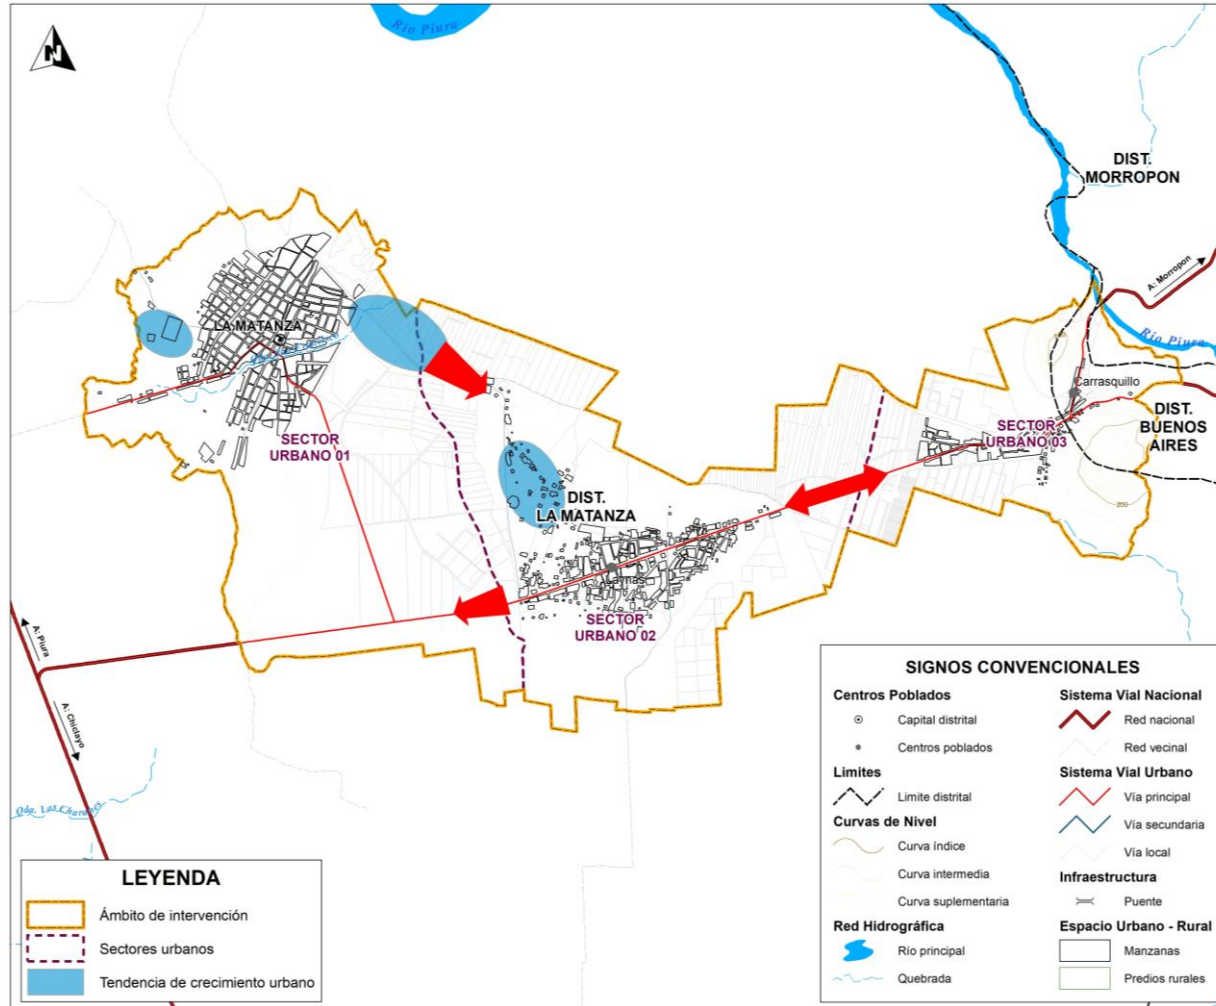 Río Piura
N
DIST.
MORROPON
A: Morropon
Río Piura
LA MATANZA
Carrasquillo
DIST.
BUENOS
AIRES
SECTOR
URBANO 01
SECTOR
URBANO 03
DIST.
LA MATANZA
200
Laynas
SECTOR
URBANO 02
A: Piura
A: Chiclayo
LEYENDA
Ámbito de intervención
Sectores urbanos
Tendencia de crecimiento urbano
SIGNOS CONVENCIONALES
Centros Poblados
Capital distrital
Centros poblados
Limites
Limite distrital
Curvas de Nivel
Curva índice
Curva intermedia
Curva suplementaria
Red Hidrográfica
Río principal
Quebrada
Sistema Vial Nacional
Red nacional
Red vecinal
Sistema Vial Urbano
Vía principal
Vía secundaria
Vía local
Infraestructura
Puente
Espacio Urbano - Rural
Manzanas
Predios rurales